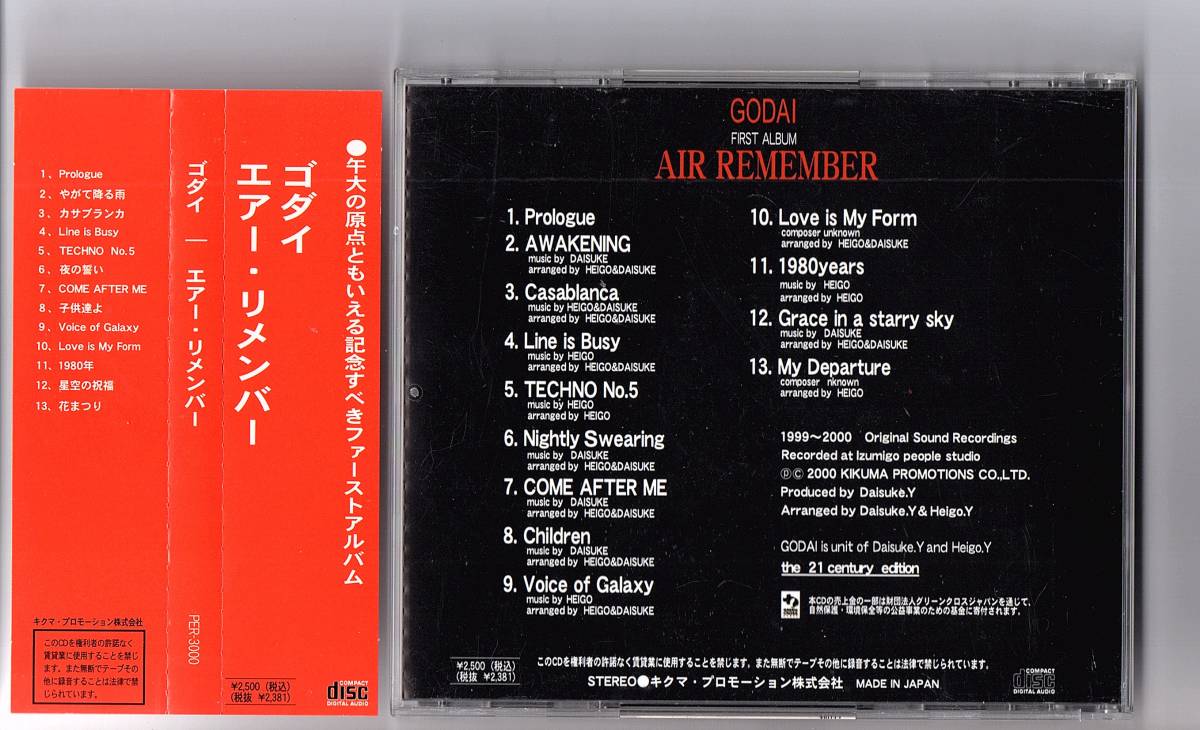 ●午大の原点ともいえる記念すべきファーストアルバム
ゴダイ
エアー・リメンバー
¥2,500(税込)
(税抜 ¥2,381)
COMPACT
disc
DIGITAL AUDIO
ゴダイ — エアー・リメンバー
PER-3000
1、Prologue
2、やがて降る雨
3、カサブランカ
4、Line is Busy
5、TECHNO No.5
6、夜の誓い
7、COME AFTER ME
8、子供達よ
9、Voice of Galaxy
10、Love is My Form
11、1980年
12、星空の祝福
13、花まつり
キクマ・プロモーション株式会社
このCDを権利者の許諾なく
賃貸業に使用することを禁じ
ます。また無断でテープその
他に録音することは法律で禁
じられています。
GODAI
FIRST ALBUM
AIR REMEMBER
1. Prologue
2. AWAKENING
music by DAISUKE
arranged by HEIGO&DAISUKE
3. Casablanca
music by HEIGO&DAISUKE
arranged by HEIGO&DAISUKE
4. Line is Busy
music by HEIGO
arranged by HEIGO&DAISUKE
5. TECHNO No.5
music by HEIGO
arranged by HEIGO
6. Nightly Swearing
music by DAISUKE
arranged by HEIGO&DAISUKE
7. COME AFTER ME
music by DAISUKE
arranged by HEIGO&DAISUKE
8. Children
music by DAISUKE
arranged by HEIGO&DAISUKE
9. Voice of Galaxy
music by HEIGO
arranged by HEIGO&DAISUKE
10. Love is My Form
composer unknown
arranged by HEIGO&DAISUKE
11. 1980years
music by HEIGO
arranged by HEIGO
12. Grace in a starry sky
music by DAISUKE
arranged by HEIGO&DAISUKE
13. My Departure
composer nknown
arranged by HEIGO
1999～2000 Original Sound Recordings
Recorded at Izumigo people studio
ⓟ© 2000 KIKUMA PROMOTIONS CO.,LTD.
Produced by Daisuke.Y
Arranged by Daisuke.Y & Heigo.Y
GODAI is unit of Daisuke.Y and Heigo.Y
the 21 century edition
本CDの売上金の一部は財団法人グリーンクロスジャパンを通じて、
自然保護・環境保全等の公益事業のための基金に寄付されます。
¥2,500(税込)
(税抜 ¥2,381)
このCDを権利者の許諾なく賃貸業に使用することを禁じます。また無断でテープその他に録音することは法律で禁じられています。
STEREO●キクマ・プロモーション株式会社 MADE IN JAPAN
COMPACT
disc
DIGITAL AUDIO